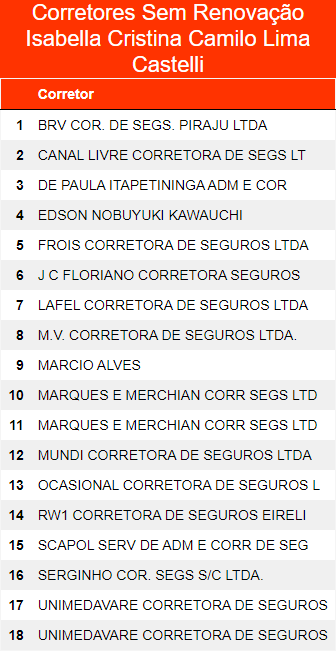 Corretores Sem Renovação
Isabella Cristina Camilo Lima
Castelli
Corretor
1 BRV COR. DE SEGS. PIRAJU LTDA
2 CANAL LIVRE CORRETORA DE SEGS LT
3 DE PAULA ITAPETININGA ADM E COR
4 EDSON NOBUYUKI KAWAUCHI
5 FROIS CORRETORA DE SEGUROS LTDA
6 J C FLORIANO CORRETORA SEGUROS
7 LAFEL CORRETORA DE SEGUROS LTDA
8 M.V. CORRETORA DE SEGUROS LTDA.
9 MARCIO ALVES
10 MARQUES E MERCHIAN CORR SEGS LTD
11 MARQUES E MERCHIAN CORR SEGS LTD
12 MUNDI CORRETORA DE SEGUROS LTDA
13 OCASIONAL CORRETORA DE SEGUROS L
14 RW1 CORRETORA DE SEGUROS EIRELI
15 SCAPOL SERV DE ADM E CORR DE SEG
16 SERGINHO COR. SEGS S/C LTDA.
17 UNIMEDAVARE CORRETORA DE SEGUROS
18 UNIMEDAVARE CORRETORA DE SEGUROS